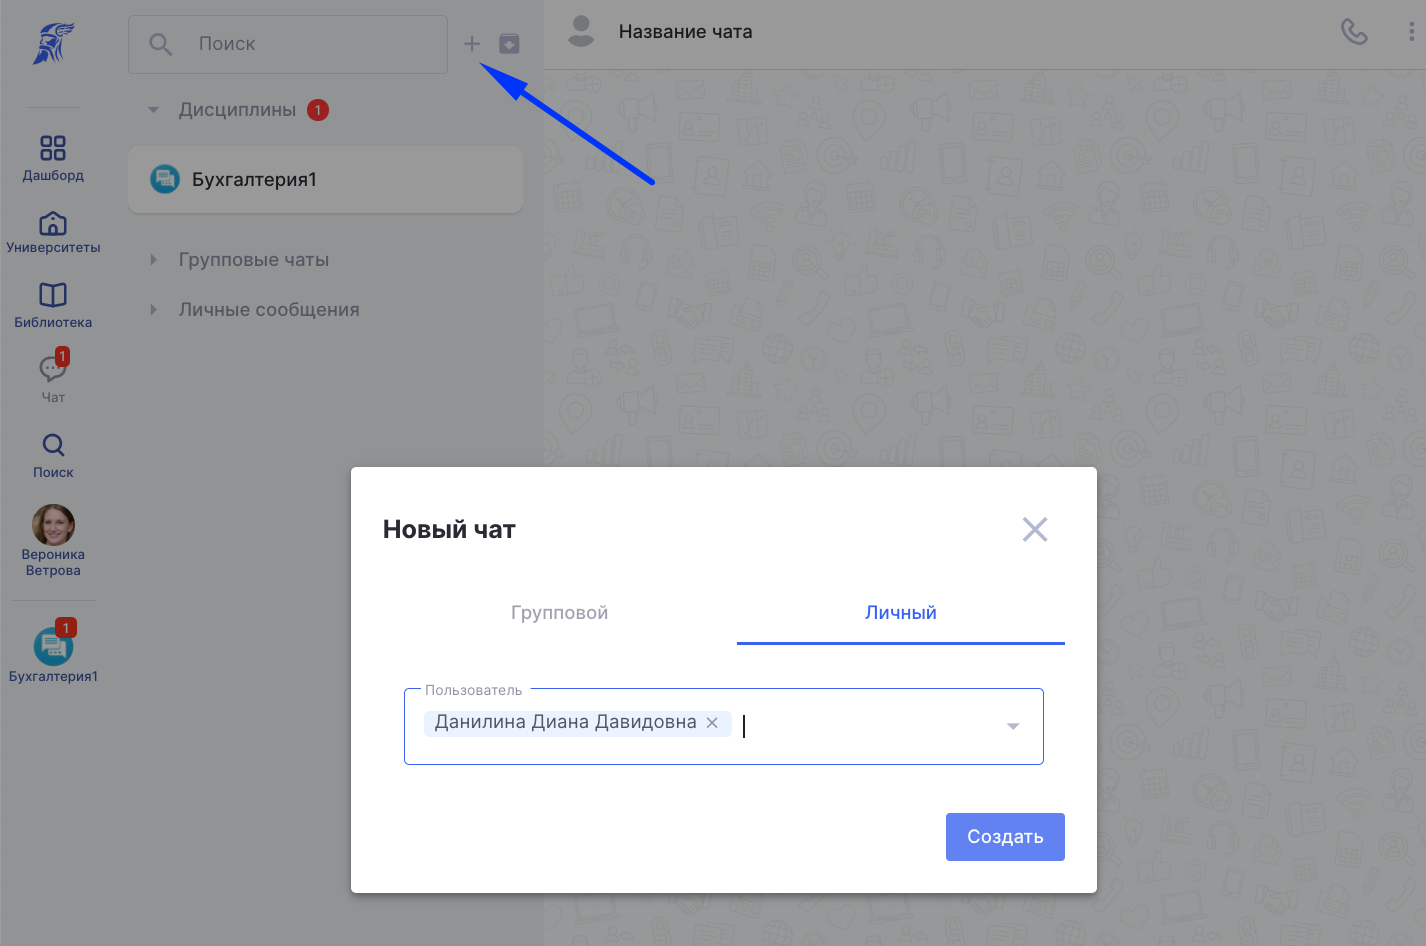 Поиск
Название чата
Дисциплины 1
Дашборд
Бухгалтерия1
Университеты
Групповые чаты
Библиотека
Личные сообщения
1
Чат
Поиск
Вероника
Ветрова
1
Бухгалтерия1
Новый чат
Групповой
Личный
Пользователь
Данилина Диана Давидовна
Создать